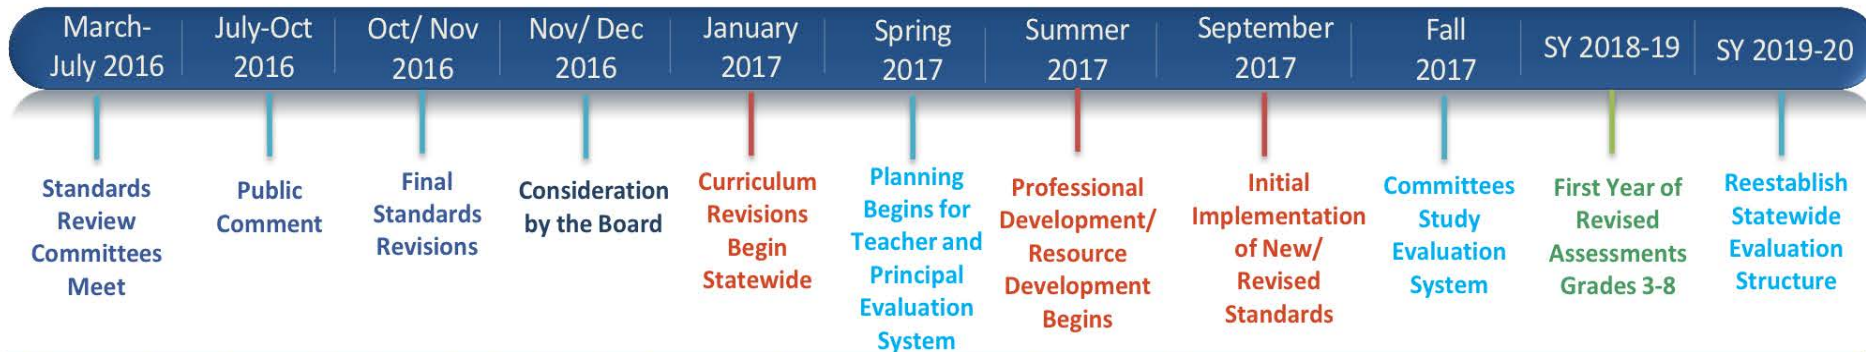 March-
July 2016
July-Oct
2016
Oct/ Nov
2016
Nov/ Dec
2016
January
2017
Spring
2017
Summer
2017
September
2017
Fall
2017
SY 2018-19
SY 2019-20
Standards
Review
Committees
Meet
Public
Comment
Final
Standards
Revisions
Consideration
by the Board
Curriculum
Revisions
Begin
Statewide
Planning
Begins for
Teacher and
Principal
Evaluation
System
Professional
Development/
Resource
Development
Begins
Initial
Implementation
of New/
Revised
Standards
Committees
Study
Evaluation
System
First Year of
Revised
Assessments
Grades 3-8
Reestablish
Statewide
Evaluation
Structure